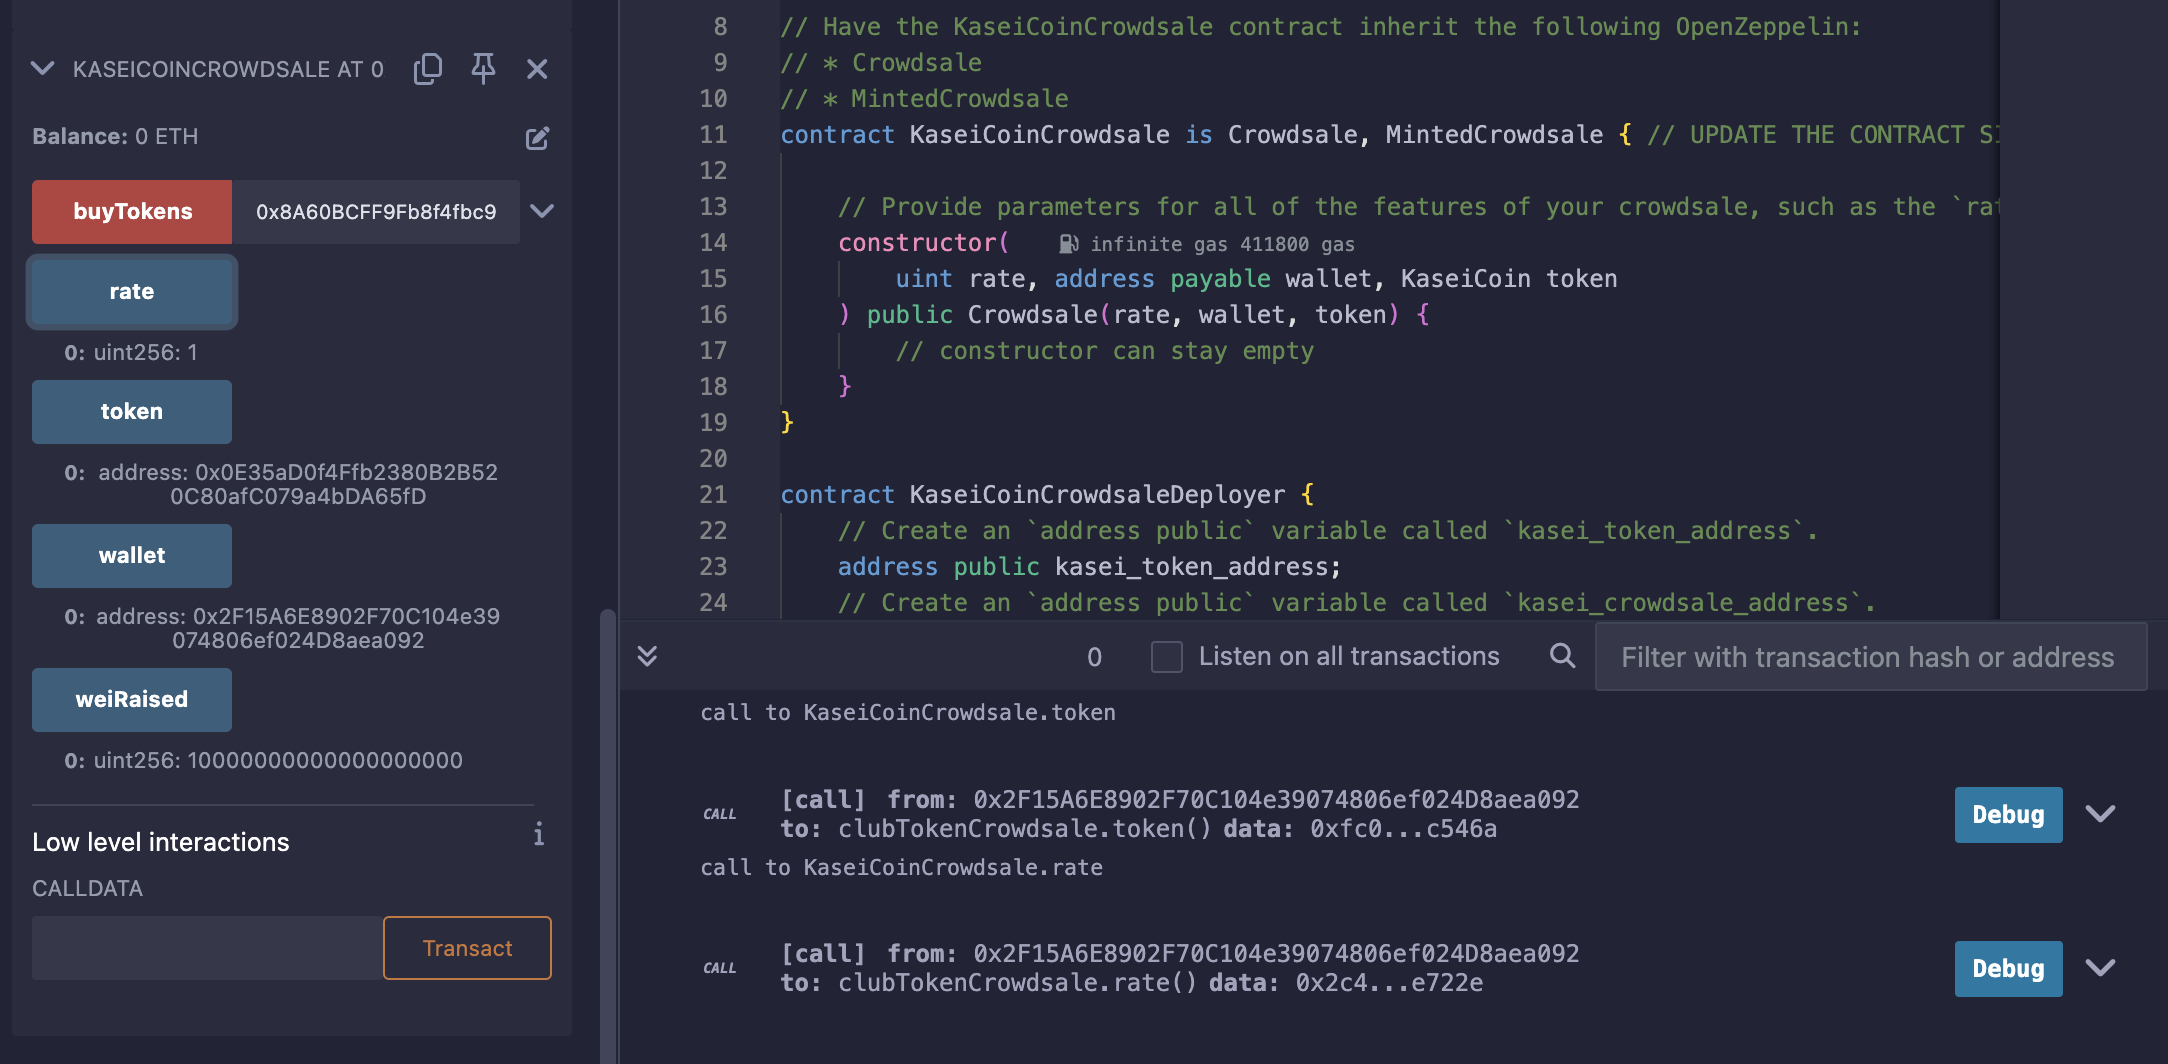 KASEICOINCROWDSALE AT 0
Balance: 0 ETH
buyTokens
0x8A60BCFF9Fb8f4fbc9
rate
0: uint256: 1
token
0: address: 0x0E35aD0f4Ffb2380B2B52
0C80afC079a4bDA65fD
wallet
0: address: 0x2F15A6E8902F70C104e39
074806ef024D8aea092
weiRaised
0: uint256: 10000000000000000000
Low level interactions
i
CALLDATA
Transact
8 // Have the KaseiCoinCrowdsale contract inherit the following OpenZeppelin:
9 // * Crowdsale
10 // * MintedCrowdsale
11 contract KaseiCoinCrowdsale is Crowdsale, MintedCrowdsale { // UPDATE THE CONTRACT SI
12
13 // Provide parameters for all of the features of your crowdsale, such as the `rat
14 constructor( infinite gas 411800 gas
15 uint rate, address payable wallet, KaseiCoin token
16 ) public Crowdsale(rate, wallet, token) {
17 // constructor can stay empty
18 }
19 }
20
21 contract KaseiCoinCrowdsaleDeployer {
22 // Create an `address public` variable called `kasei_token_address`.
23 address public kasei_token_address;
24 // Create an `address public` variable called `kasei_crowdsale_address`.
0
Listen on all transactions
Filter with transaction hash or address
call to KaseiCoinCrowdsale.token
CALL
[call] from: 0x2F15A6E8902F70C104e39074806ef024D8aea092
to: clubTokenCrowdsale.token() data: 0xfc0...c546a
Debug
call to KaseiCoinCrowdsale.rate
CALL
[call] from: 0x2F15A6E8902F70C104e39074806ef024D8aea092
to: clubTokenCrowdsale.rate() data: 0x2c4...e722e
Debug